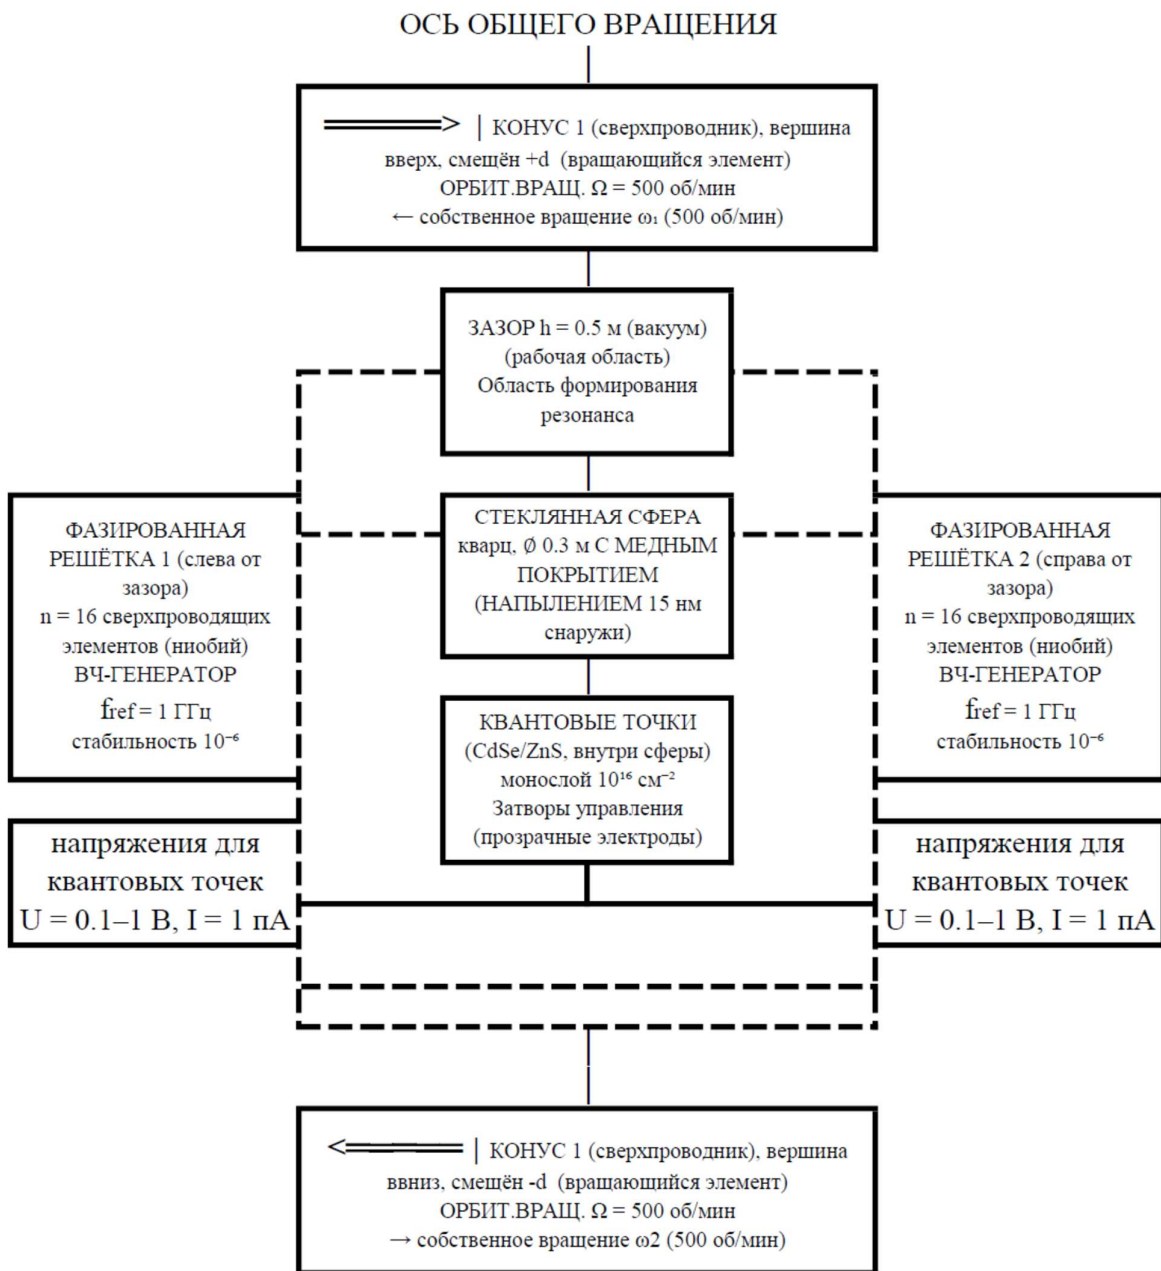 ОСЬ ОБЩЕГО ВРАЩЕНИЯ
═══════> | КОНУС 1 (сверхпроводник), вершина
вверх, смещён +d (вращающийся элемент)
ОРБИТ.ВРАЩ. Ω = 500 об/мин
← собственное вращение ω₁ (500 об/мин)
ЗАЗОР h = 0.5 м (вакуум)
(рабочая область)
Область формирования
резонанса
ФАЗИРОВАННАЯ
РЕШЁТКА 1 (слева от
зазора)
n = 16 сверхпроводящих
элементов (ниобий)
ВЧ-ГЕНЕРАТОР
fref = 1 ГГц
стабильность 10⁻⁶
СТЕКЛЯННАЯ СФЕРА
кварц, ∅ 0.3 м С МЕДНЫМ
ПОКРЫТИЕМ
(НАПЫЛЕНИЕМ 15 нм
снаружи)
ФАЗИРОВАННАЯ
РЕШЁТКА 2 (справа от
зазора)
n = 16 сверхпроводящих
элементов (ниобий)
ВЧ-ГЕНЕРАТОР
fref = 1 ГГц
стабильность 10⁻⁶
КВАНТОВЫЕ ТОЧКИ
(CdSe/ZnS, внутри сферы)
монослой 10¹⁶ см⁻²
Затворы управления
(прозрачные электроды)
напряжения для
квантовых точек
U = 0.1–1 В, I = 1 пА
напряжения для
квантовых точек
U = 0.1–1 В, I = 1 пА
<═══════ | КОНУС 1 (сверхпроводник), вершина
ввниз, смещён -d (вращающийся элемент)
ОРБИТ.ВРАЩ. Ω = 500 об/мин
→ собственное вращение ω2 (500 об/мин)